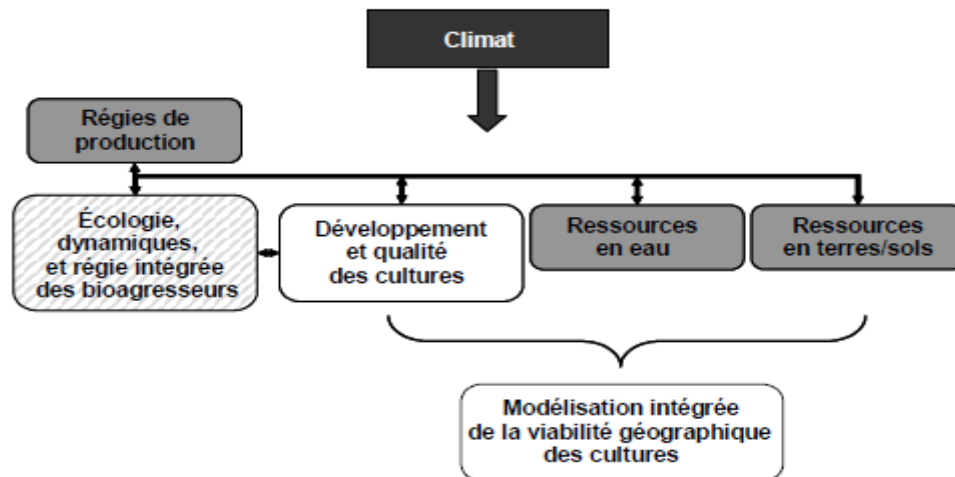 Climat
Régies de
production
Écologie,
dynamiques,
et régie intégrée
des bioagresseurs
Développement
et qualité
des cultures
Ressources
en eau
Ressources
en terres/sols
Modélisation intégrée
de la viabilité géographique
des cultures